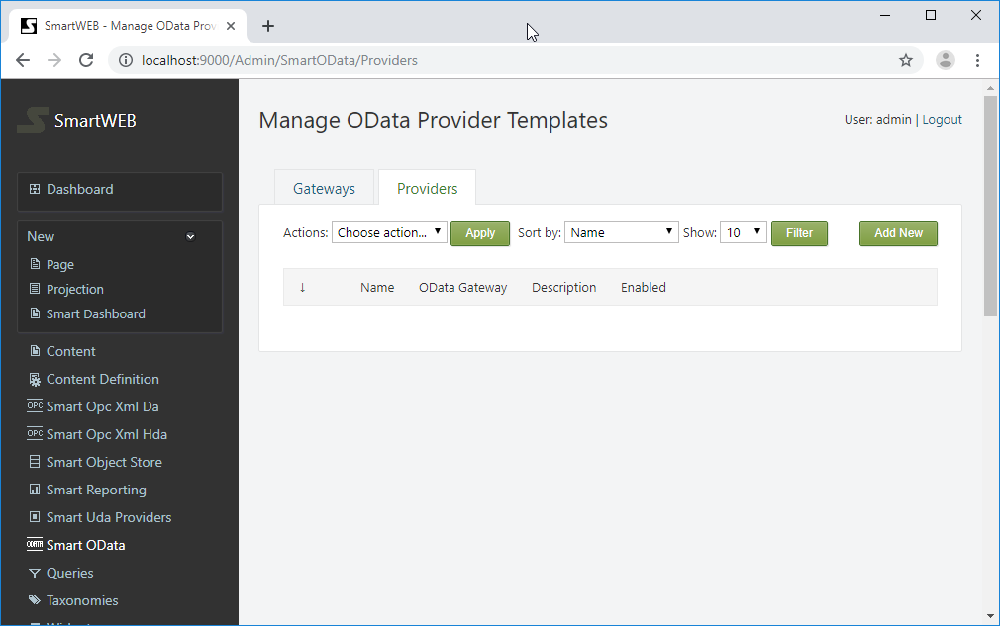 SmartWEB - Manage OData Prov
localhost:9000/Admin/SmartOData/Providers
SmartWEB
Manage OData Provider Templates
User: admin | Logout
Dashboard
New
Page
Projection
Smart Dashboard
Content
Content Definition
OPC Smart Opc Xml Da
OPC Smart Opc Xml Hda
Smart Object Store
Smart Reporting
Smart Uda Providers
ODATA Smart OData
Queries
Taxonomies
Gateways
Providers
Actions: Choose action... Apply Sort by: Name Show: 10 Filter Add New
↓ Name OData Gateway Description Enabled